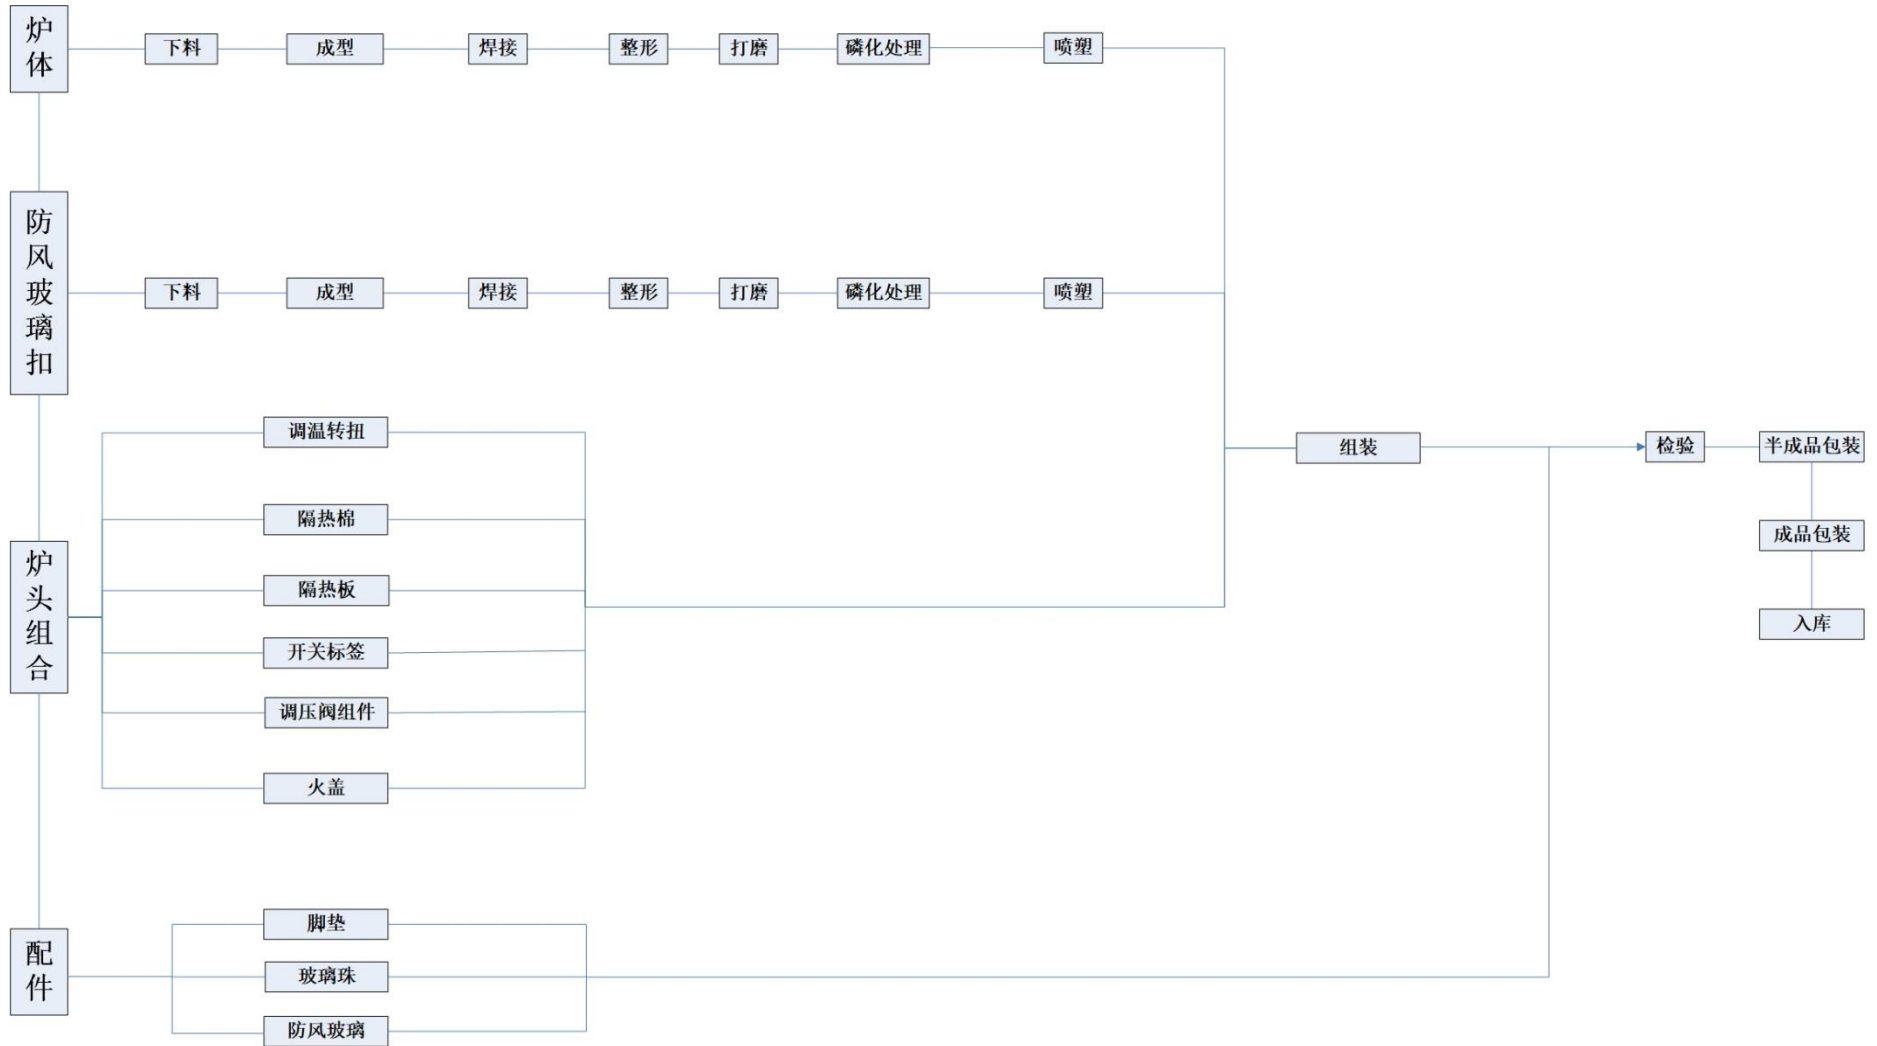 炉体
下料
成型
焊接
整形
打磨
磷化处理
喷塑
防风玻璃扣
下料
成型
焊接
整形
打磨
磷化处理
喷塑
炉头组合
调温转扭
隔热棉
隔热板
开关标签
调压阀组件
火盖
组装
检验
半成品包装
成品包装
入库
配件
脚垫
玻璃珠
防风玻璃